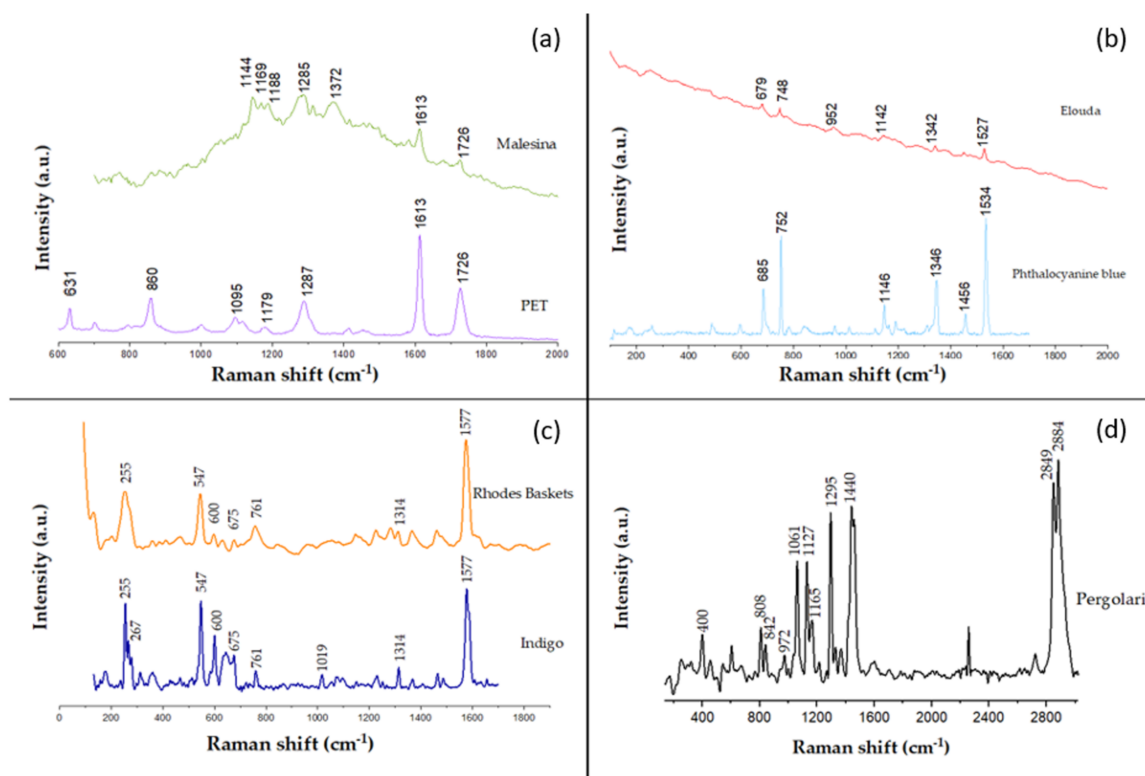 (a)
1144
1169
1188
1285
1372
1613
1726
Malesina
631
860
1095
1179
1287
1613
1726
PET
Intensity (a.u.)
600 800 1000 1200 1400 1600 1800 2000
Raman shift (cm⁻¹)
(b)
679
748
952
1142
1342
1527
Elouda
685
752
1146
1346
1456
1534
Phthalocyanine blue
Intensity (a.u.)
200 400 600 800 1000 1200 1400 1600 1800 2000
Raman shift (cm⁻¹)
(c)
255
547
600
675
761
1314
1577
Rhodes Baskets
255
267
547
600
675
761
1019
1314
1577
Indigo
Intensity (a.u.)
0 200 400 600 800 1000 1200 1400 1600 1800
Raman shift (cm⁻¹)
(d)
400
808
842
972
1061
1127
1165
1295
1440
2849
2884
Pergolari
Intensity (a.u.)
400 800 1200 1600 2000 2400 2800
Raman shift (cm⁻¹)